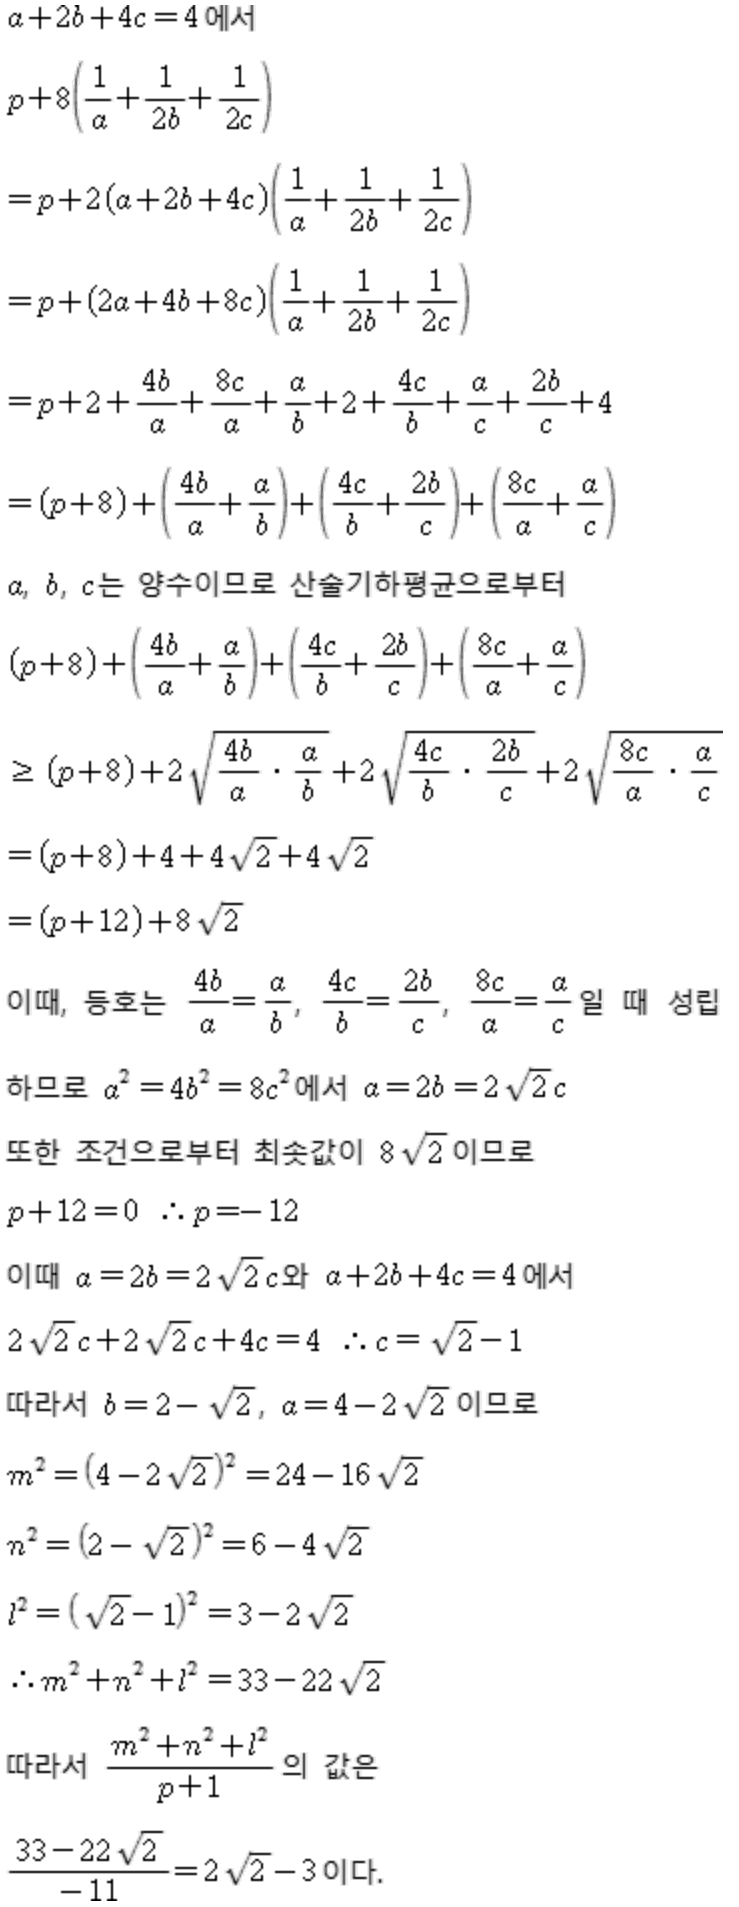 a+2b+4c=4에서
p+8(1/a+1/2b+1/2c)
=p+2(a+2b+4c)(1/a+1/2b+1/2c)
=p+(2a+4b+8c)(1/a+1/2b+1/2c)
=p+2+4b/a+8c/a+a/b+2+4c/b+a/c+2b/c+4
=(p+8)+(4b/a+a/b)+(4c/b+2b/c)+(8c/a+a/c)
a, b, c는 양수이므로 산술기하평균으로부터
(p+8)+(4b/a+a/b)+(4c/b+2b/c)+(8c/a+a/c)
≥ (p+8)+2√(4b/a · a/b)+2√(4c/b · 2b/c)+2√(8c/a · a/c)
=(p+8)+4+4√2+4√2
=(p+12)+8√2
이때, 등호는 4b/a=a/b, 4c/b=2b/c, 8c/a=a/c 일 때 성립
하므로 a²=4b²=8c²에서 a=2b=2√2c
또한 조건으로부터 최솟값이 8√2이므로
p+12=0 ∴p=-12
이때 a=2b=2√2c와 a+2b+4c=4에서
2√2c+2√2c+4c=4 ∴c=√2-1
따라서 b=2-√2, a=4-2√2이므로
m²=(4-2√2)²=24-16√2
n²=(2-√2)²=6-4√2
l²=(√2-1)²=3-2√2
∴m²+n²+l²=33-22√2
따라서 (m²+n²+l²)/(p+1)의 값은
(33-22√2)/(-11)=2√2-3이다.